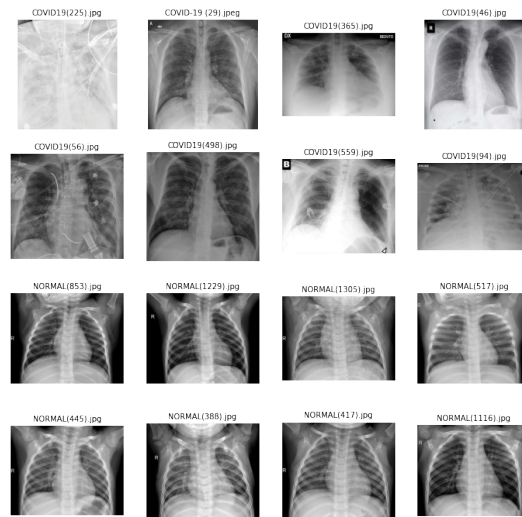 COVID19(225).jpg COVID-19 (29).jpeg COVID19(365).jpg COVID19(46).jpg
COVID19(56).jpg COVID19(498).jpg COVID19(559).jpg COVID19(94).jpg
NORMAL(853).jpg NORMAL(1229).jpg NORMAL(1305).jpg NORMAL(517).jpg
R R R
NORMAL(445).jpg NORMAL(388).jpg NORMAL(417).jpg NORMAL(1116).jpg
R R R R